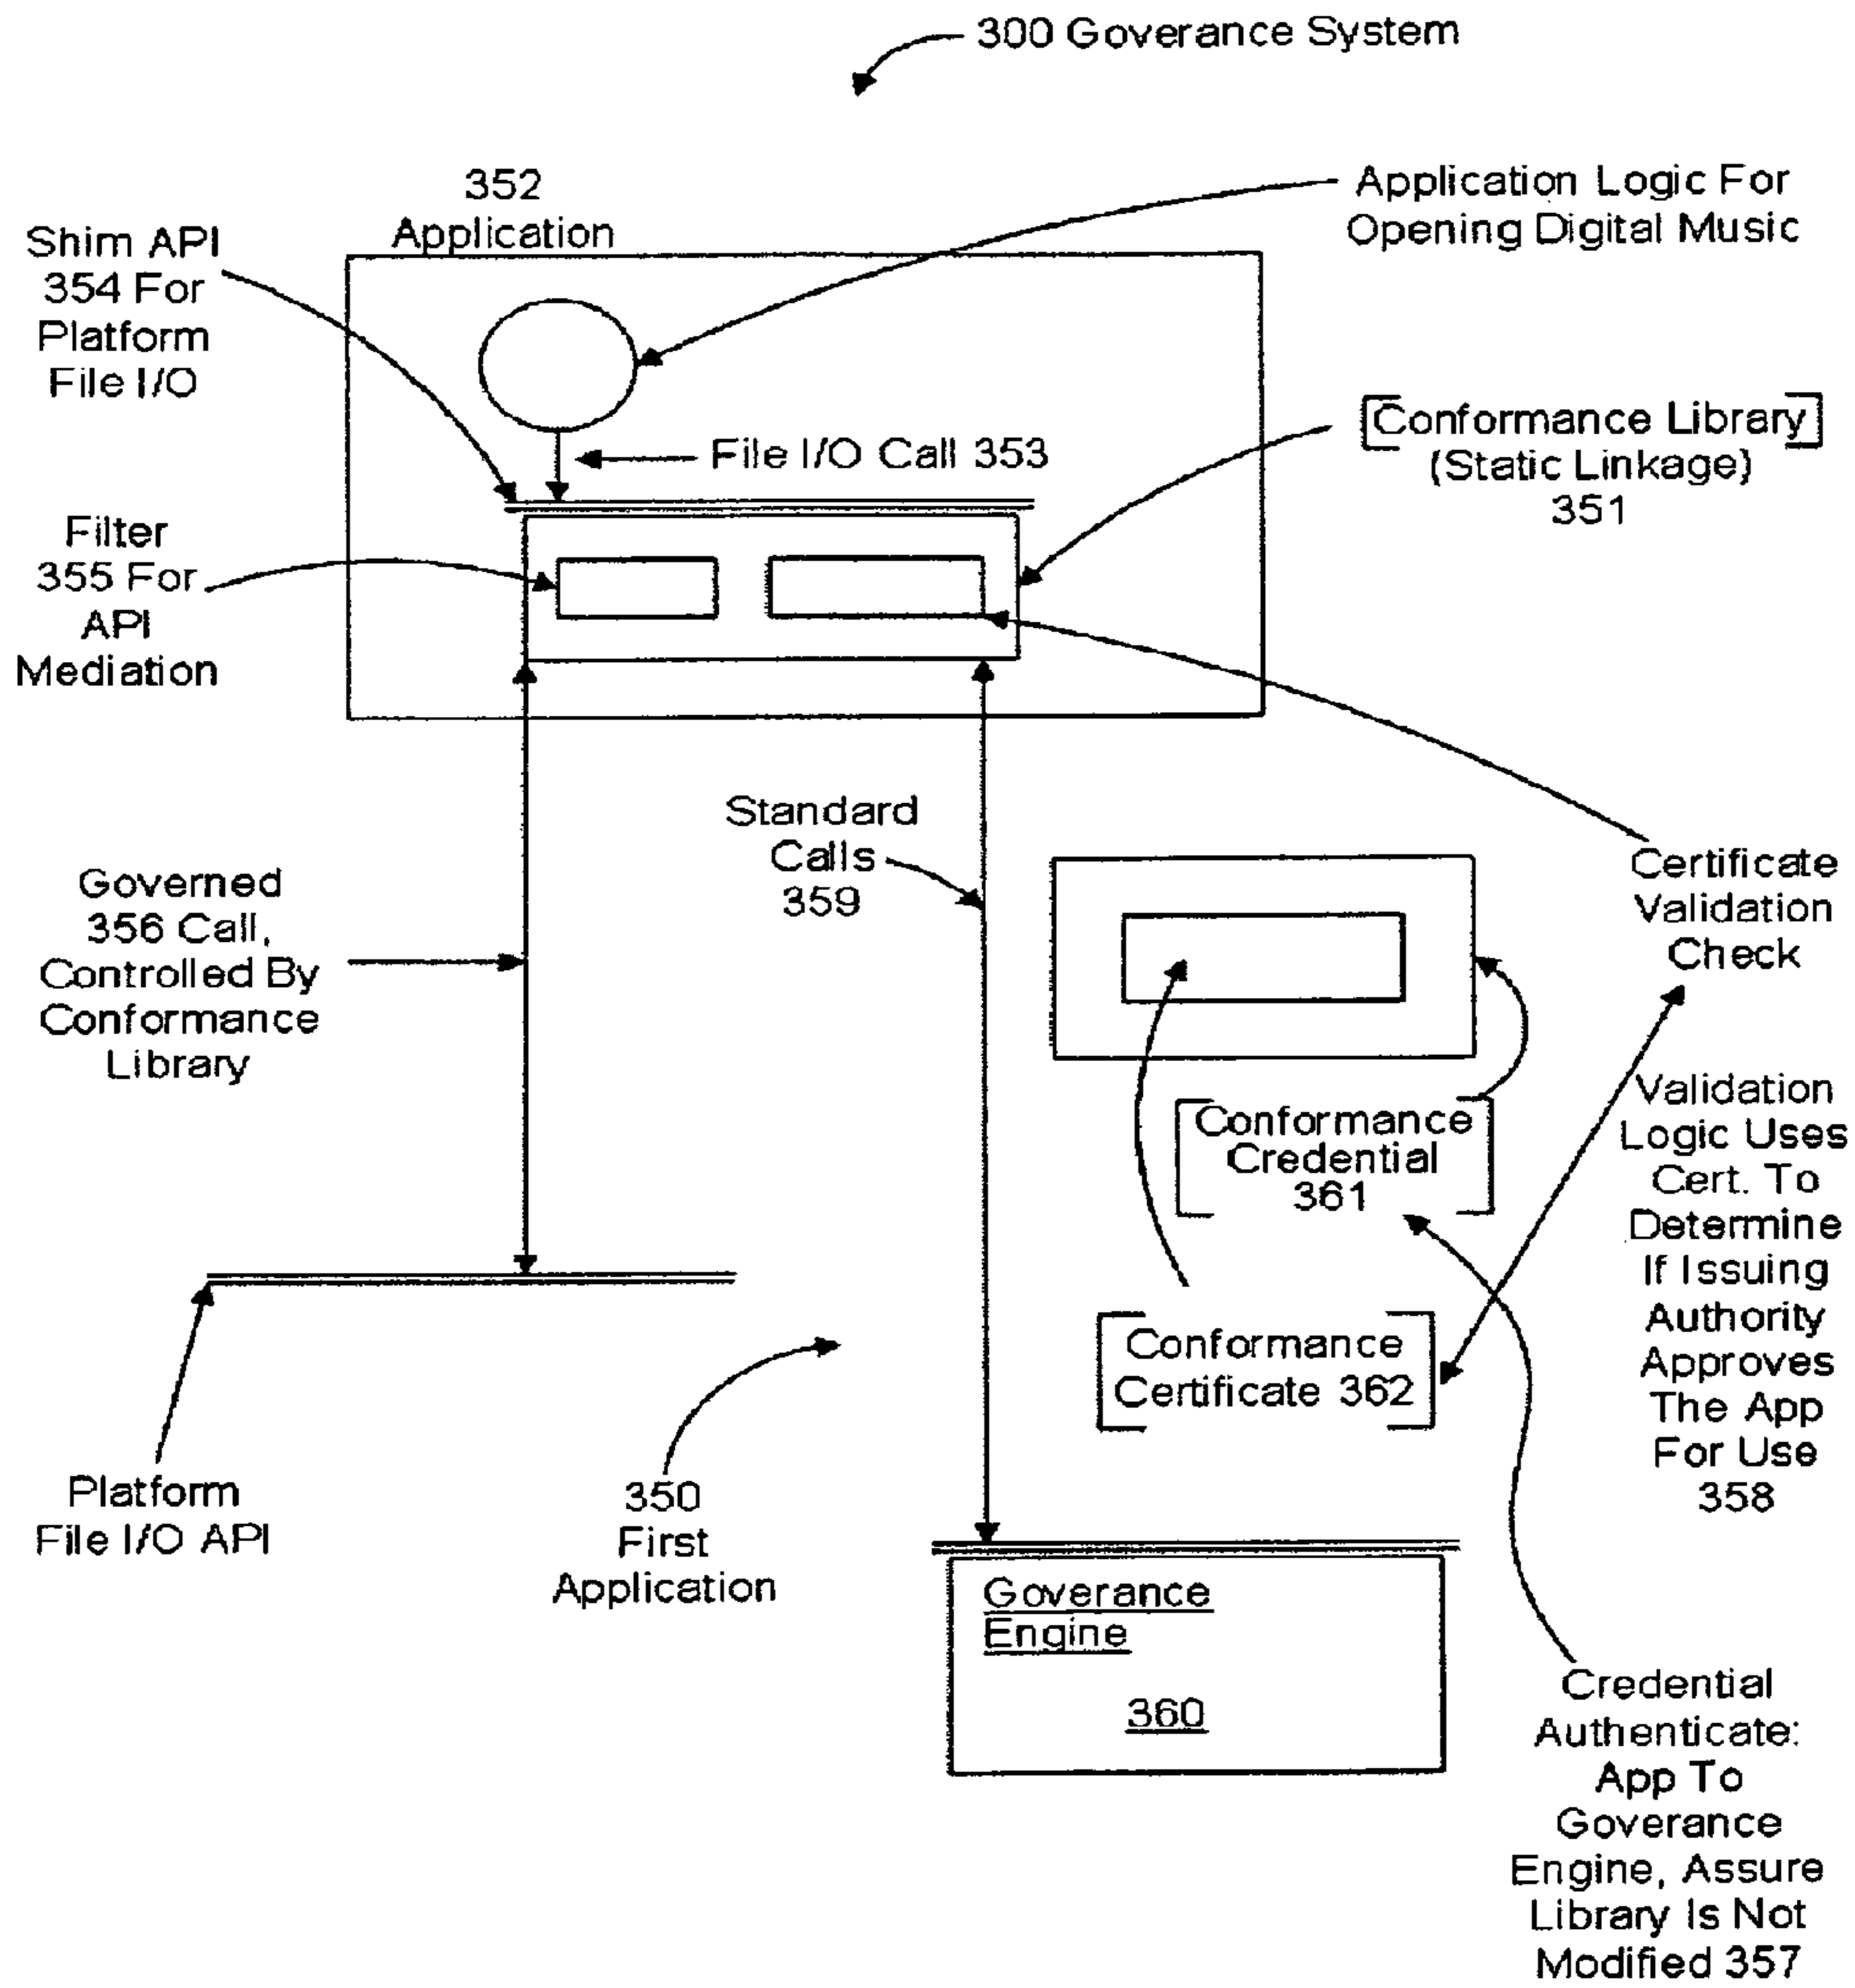 300 Goverance System
352
Application
Application Logic For
Opening Digital Music
Shim API
354 For
Platform
File I/O
File I/O Call 353
[Conformance Library]
(Static Linkage)
351
Filter
355 For
API
Mediation
Standard
Calls
359
Governed
356 Call,
Controlled By
Conformance
Library
Certificate
Validation
Check
Conformance
Credential
361
Validation
Logic Uses
Cert. To
Determine
If Issuing
Authority
Approves
The App
For Use
358
Conformance
Certificate 362
Platform
File I/O API
350
First
Application
Goverance
Engine
360
Credential
Authenticate:
App To
Goverance
Engine, Assure
Library Is Not
Modified 357